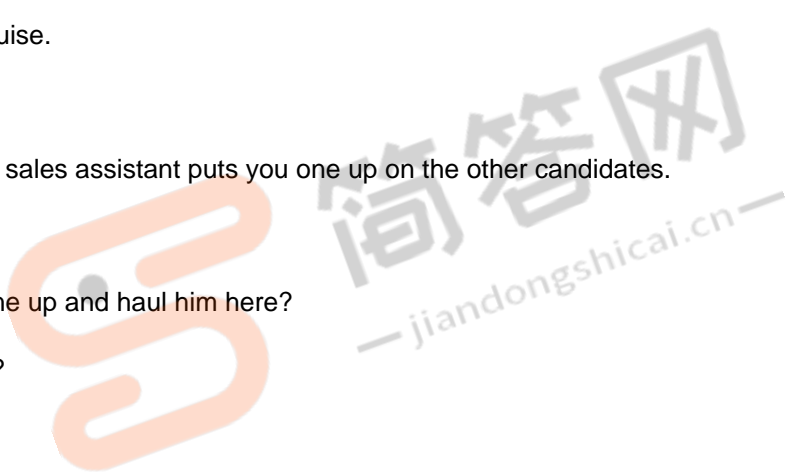 uise.
sales assistant puts you one up on the other candidates.
ne up and haul him here?
?
简答网
jiandongshicai.cn